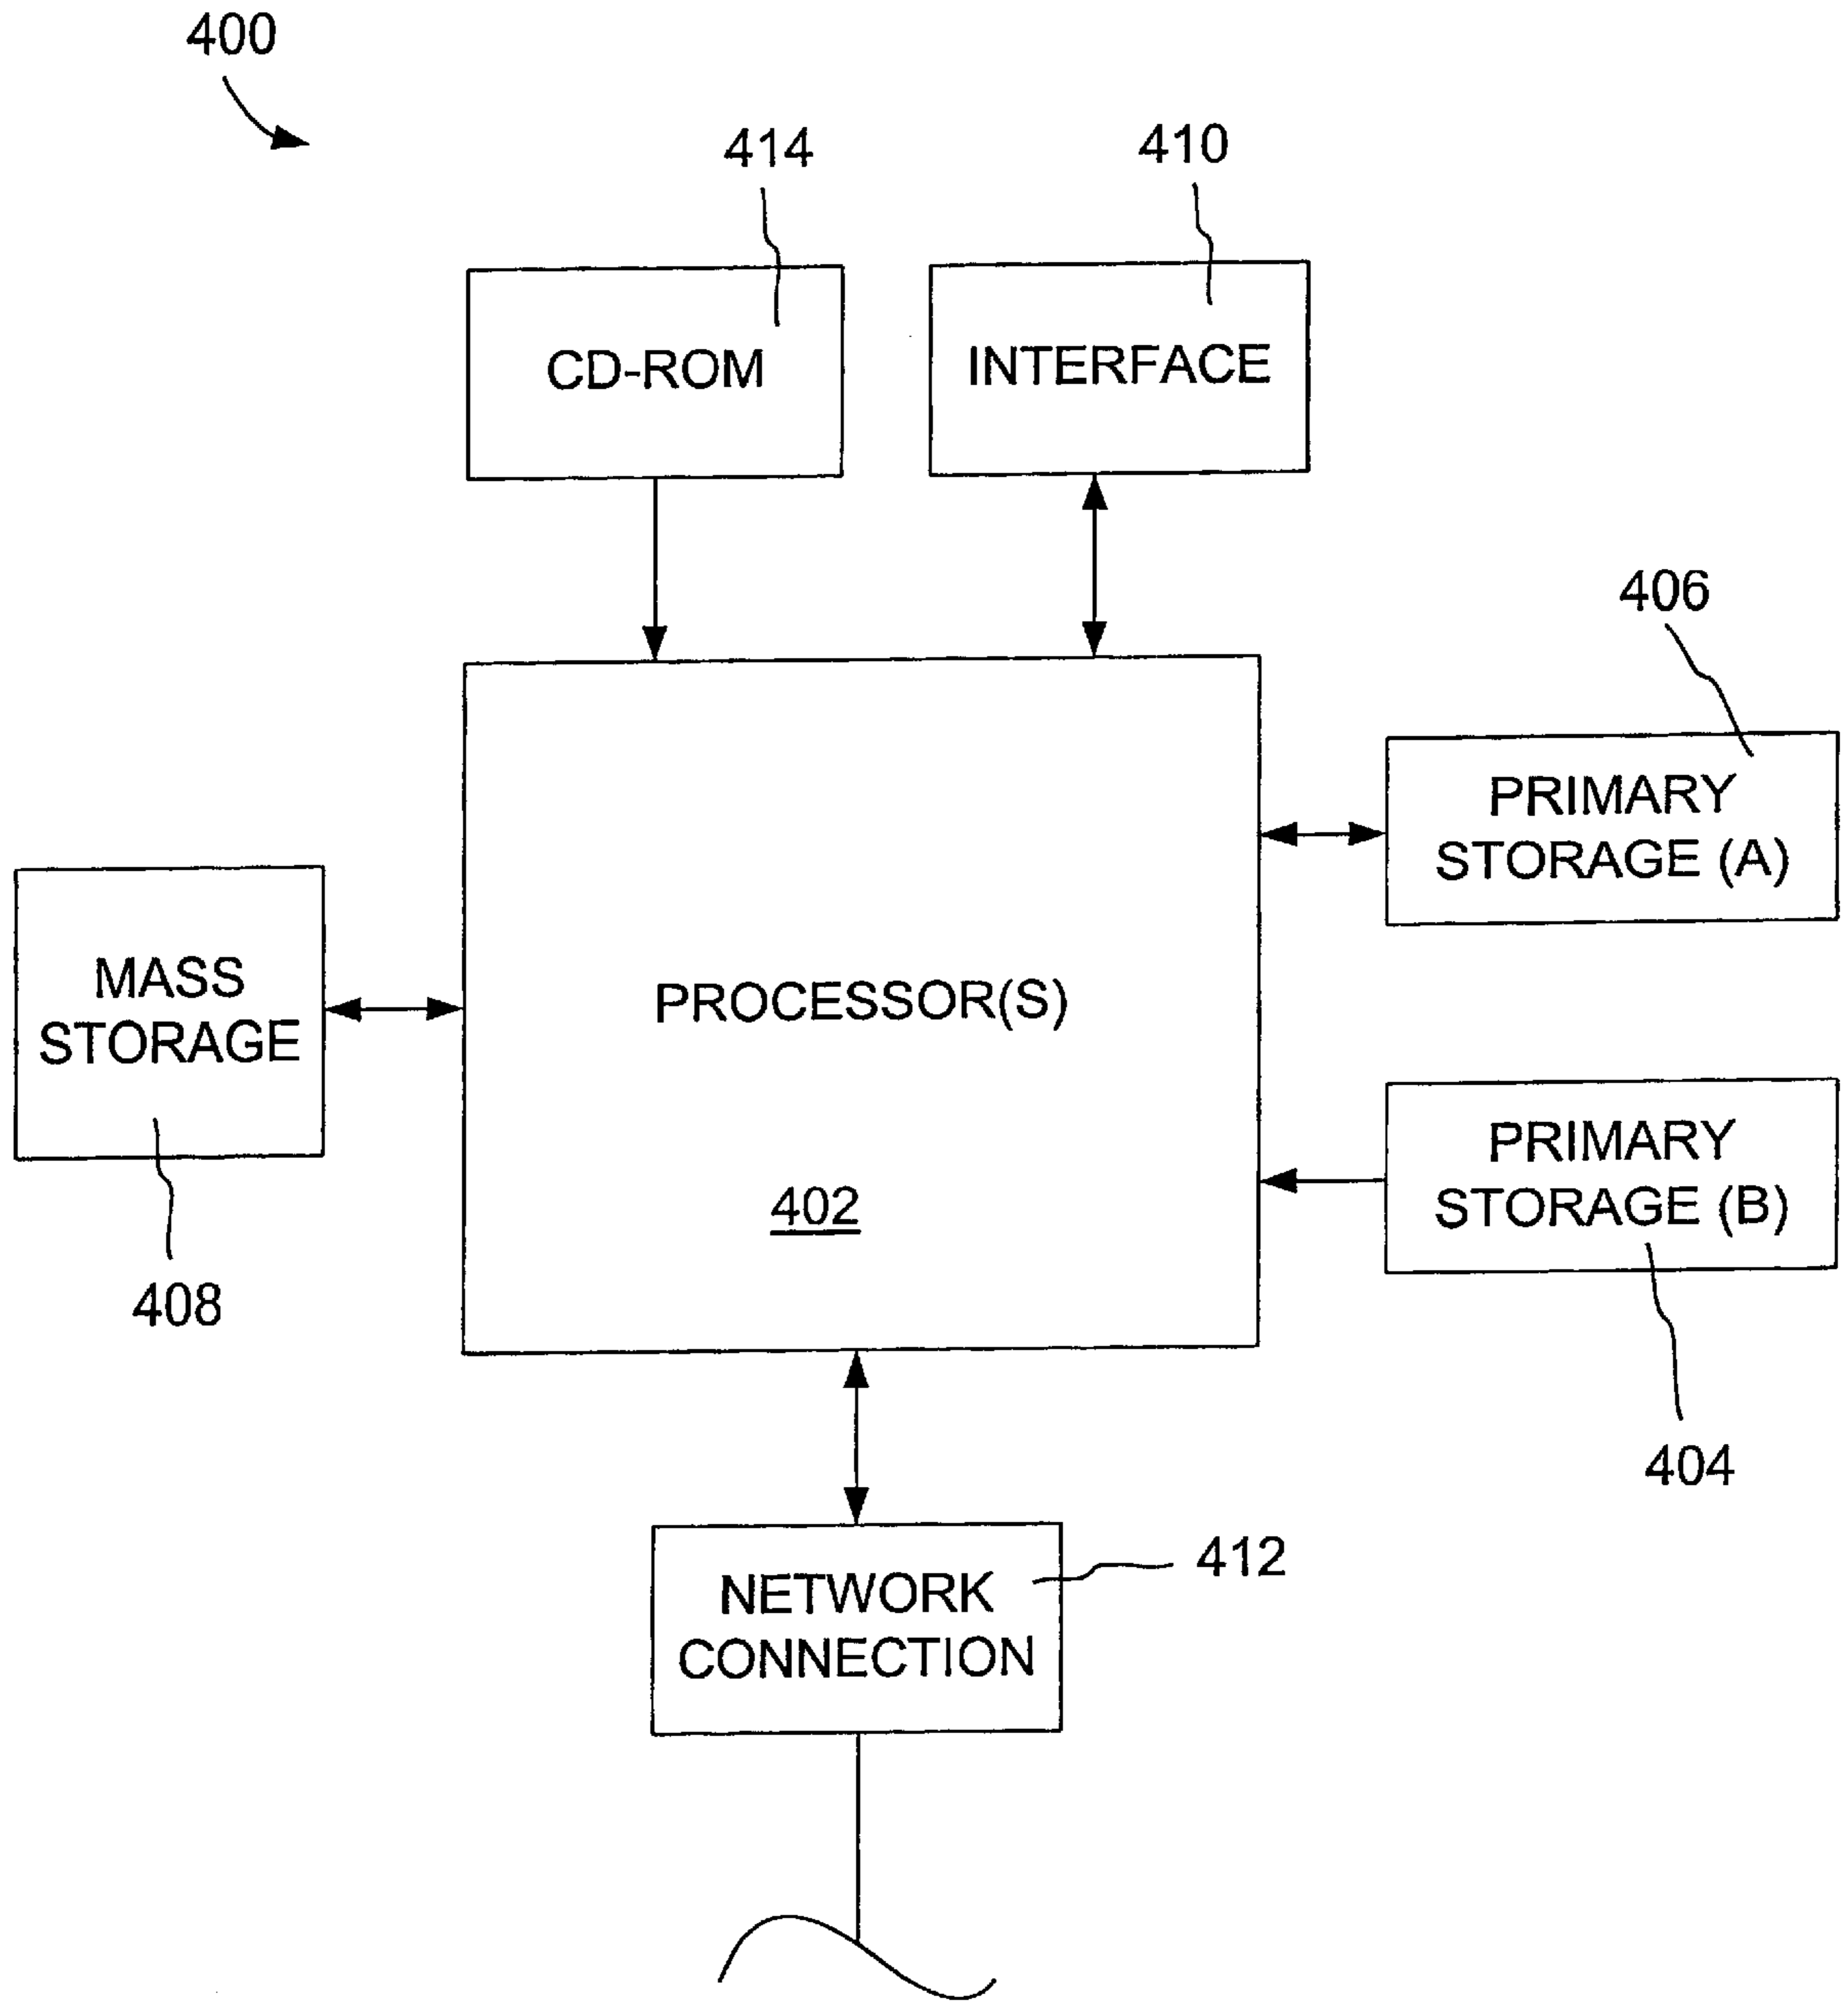 400
414
410
CD-ROM
INTERFACE
406
PRIMARY
STORAGE (A)
MASS
STORAGE
PROCESSOR(S)
402
PRIMARY
STORAGE (B)
408
404
412
NETWORK
CONNECTION